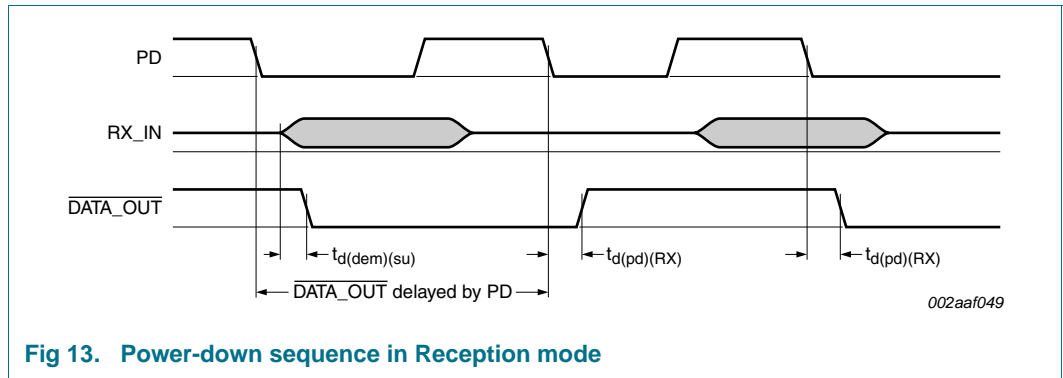 PD
RX_IN
DATA_OUT
td(dem)(su)
td(pd)(RX)
td(pd)(RX)
DATA_OUT delayed by PD
002aaf049
Fig 13. Power-down sequence in Reception mode